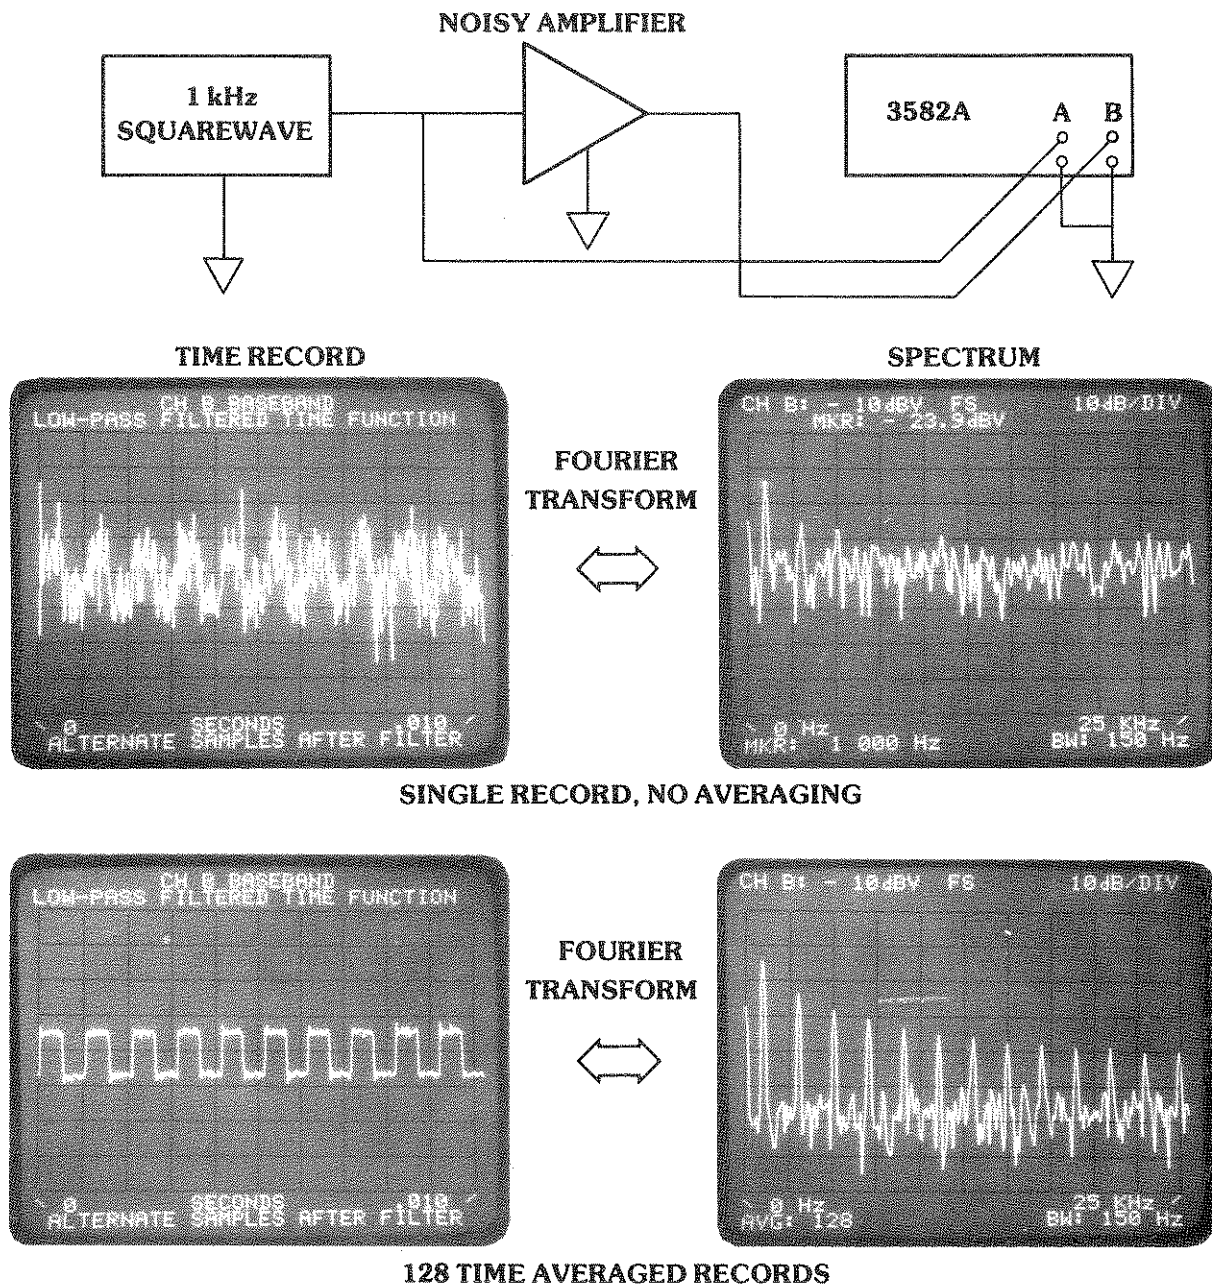 NOISY AMPLIFIER
1 kHz
SQUAREWAVE
3582A
A
B
TIME RECORD
SPECTRUM
CH B BASEBAND
LOW-PASS FILTERED TIME FUNCTION
0 SECONDS .010
ALTERNATE SAMPLES AFTER FILTER
FOURIER
TRANSFORM
CH B: - 10dBV FS 10dB/DIV
MKR: - 23.9dBV
0 Hz 25 KHz
MKR: 1 000 Hz BW: 150 Hz
SINGLE RECORD, NO AVERAGING
CH B BASEBAND
LOW-PASS FILTERED TIME FUNCTION
0 SECONDS .010
ALTERNATE SAMPLES AFTER FILTER
FOURIER
TRANSFORM
CH B: - 10dBV FS 10dB/DIV
0 Hz 25 KHz
AVG: 128 BW: 150 Hz
128 TIME AVERAGED RECORDS